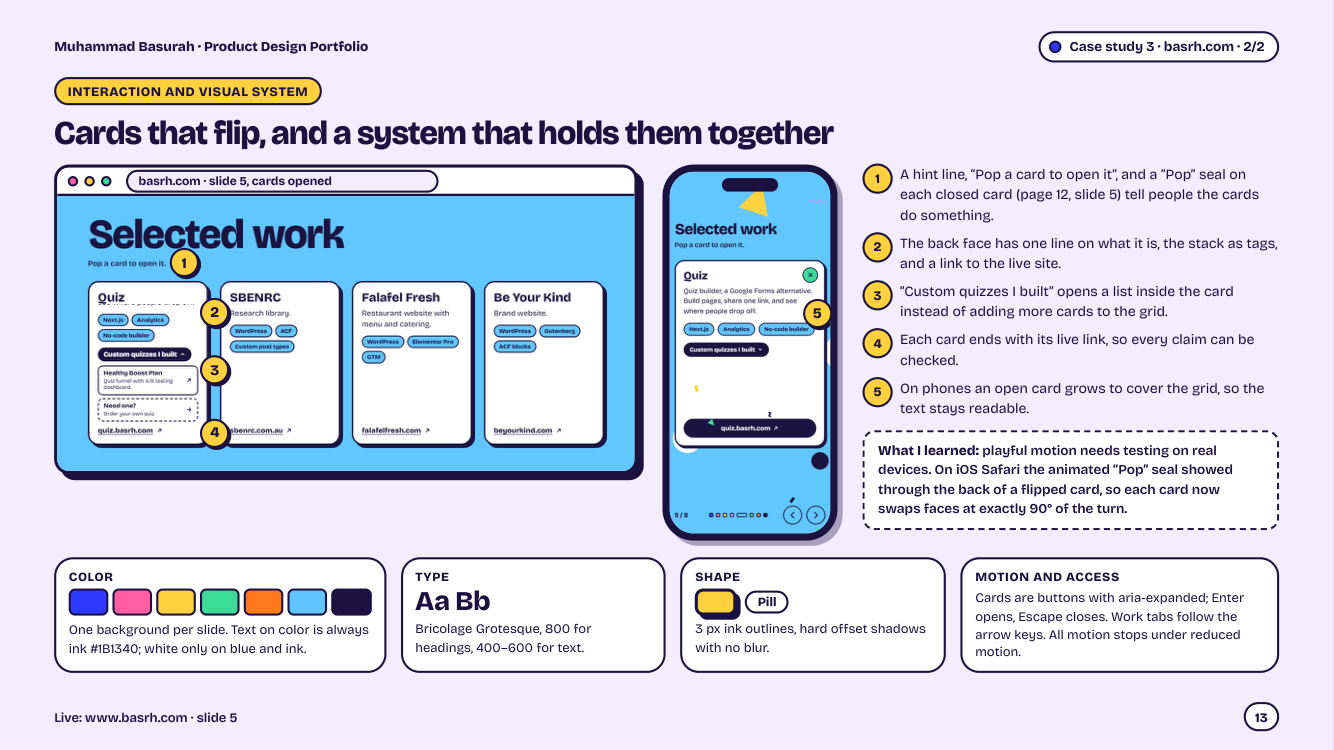 Muhammad Basurah · Product Design Portfolio
Case study 3 · basrh.com · 2/2
INTERACTION AND VISUAL SYSTEM
Cards that flip, and a system that holds them together
basrh.com · slide 5, cards opened
Selected work
Pop a card to open it.
1
Quiz
Next.js
Analytics
No-code builder
Custom quizzes I built
Healthy Boost Plan
Quiz funnel with A/B testing
dashboard.
Need one?
Order your own quiz
quiz.basrh.com
2
3
4
SBENRC
Research library.
WordPress
ACF
Custom post types
sbenrc.com.au
Falafel Fresh
Restaurant website with
menu and catering.
WordPress
Elementor Pro
GTM
falafelfresh.com
Be Your Kind
Brand website.
WordPress
Gutenberg
ACF blocks
beyourkind.com
Selected work
Pop a card to open it.
Quiz
Quiz builder, a Google Forms alternative.
Build pages, share one link, and see
where people drop off.
5
Next.js
Analytics
No-code builder
Custom quizzes I built
quiz.basrh.com
5 / 8
1
A hint line, “Pop a card to open it”, and a “Pop” seal on
each closed card (page 12, slide 5) tell people the cards
do something.
2
The back face has one line on what it is, the stack as tags,
and a link to the live site.
3
“Custom quizzes I built” opens a list inside the card
instead of adding more cards to the grid.
4
Each card ends with its live link, so every claim can be
checked.
5
On phones an open card grows to cover the grid, so the
text stays readable.
What I learned: playful motion needs testing on real
devices. On iOS Safari the animated “Pop” seal showed
through the back of a flipped card, so each card now
swaps faces at exactly 90° of the turn.
COLOR
One background per slide. Text on color is always
ink #1B1340; white only on blue and ink.
TYPE
Aa Bb
Bricolage Grotesque, 800 for
headings, 400–600 for text.
SHAPE
Pill
3 px ink outlines, hard offset shadows
with no blur.
MOTION AND ACCESS
Cards are buttons with aria-expanded; Enter
opens, Escape closes. Work tabs follow the
arrow keys. All motion stops under reduced
motion.
Live: www.basrh.com · slide 5
13